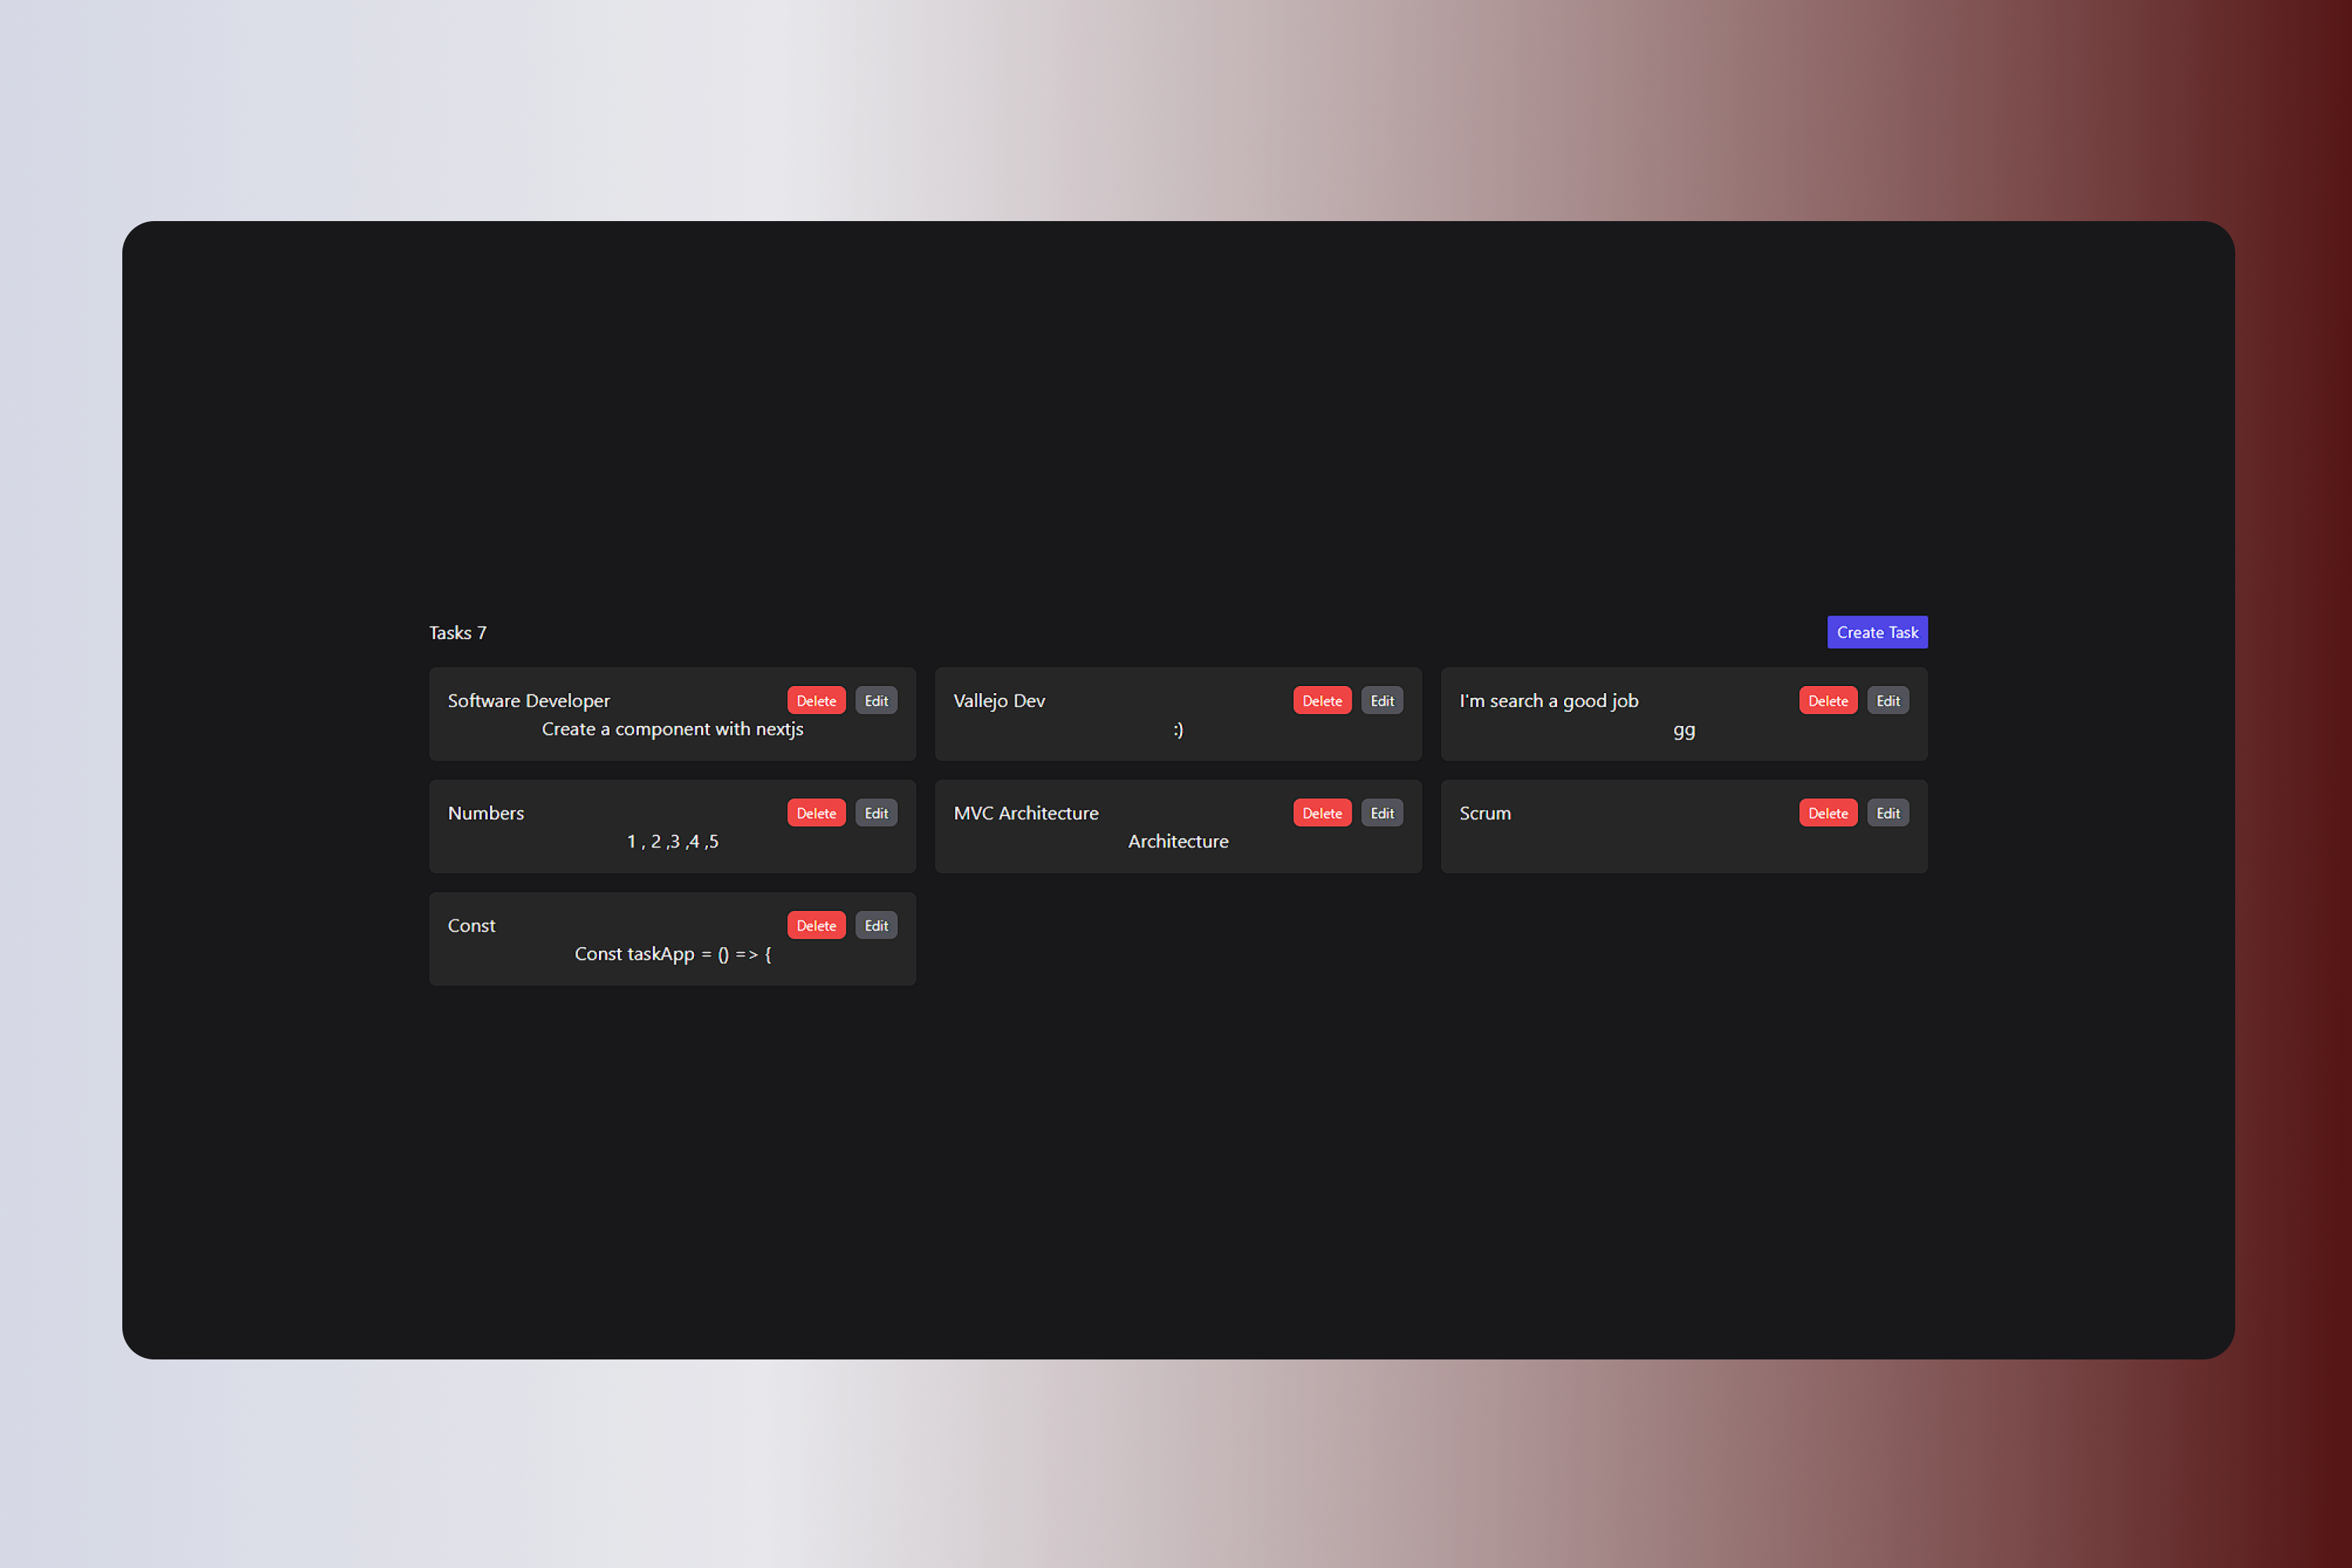 Tasks 7
Create Task
Software Developer
Delete
Edit
Create a component with nextjs
Vallejo Dev
Delete
Edit
:)
I'm search a good job
Delete
Edit
gg
Numbers
Delete
Edit
1 , 2 ,3 ,4 ,5
MVC Architecture
Delete
Edit
Architecture
Scrum
Delete
Edit
Const
Delete
Edit
Const taskApp = () => {